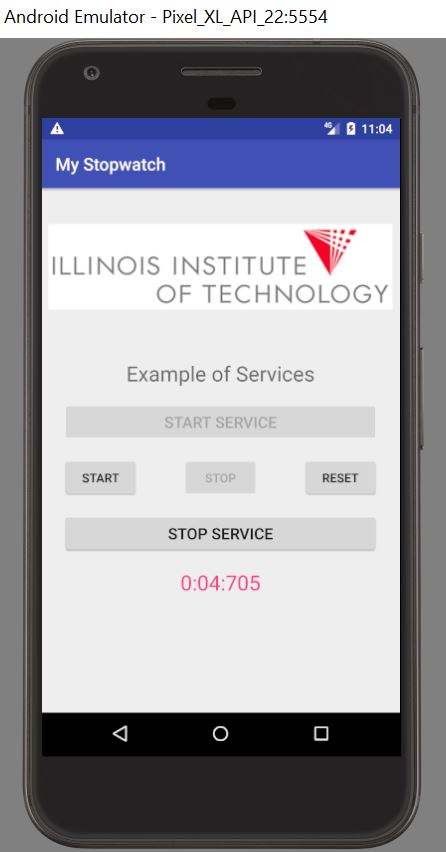 Android Emulator - Pixel_XL_API_22:5554
4G 11:04
My Stopwatch
ILLINOIS INSTITUTE
OF TECHNOLOGY
Example of Services
START SERVICE
START STOP RESET
STOP SERVICE
0:04:705